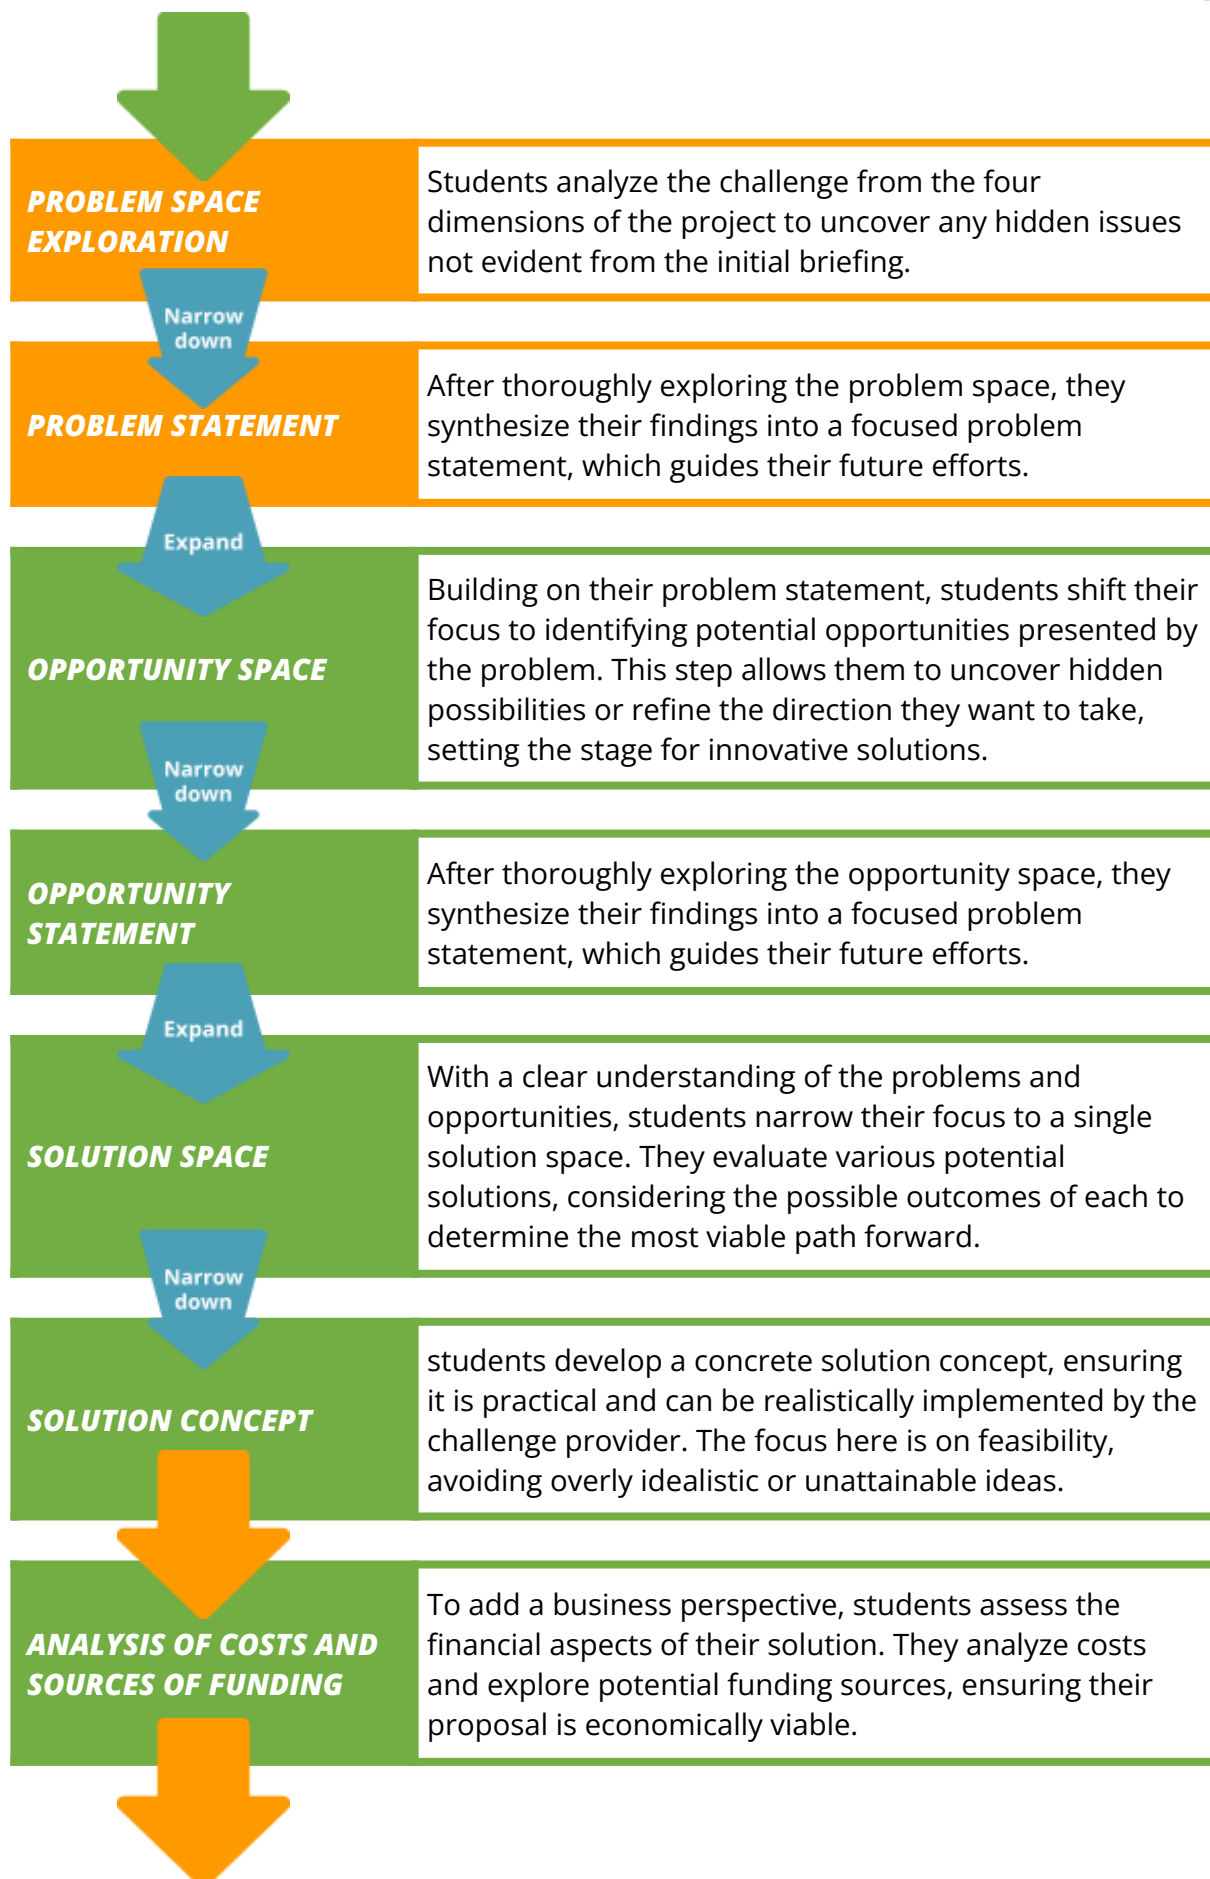 PROBLEM SPACE
EXPLORATION
Students analyze the challenge from the four
dimensions of the project to uncover any hidden issues
not evident from the initial briefing.
Narrow
down
PROBLEM STATEMENT
After thoroughly exploring the problem space, they
synthesize their findings into a focused problem
statement, which guides their future efforts.
Expand
OPPORTUNITY SPACE
Building on their problem statement, students shift their
focus to identifying potential opportunities presented by
the problem. This step allows them to uncover hidden
possibilities or refine the direction they want to take,
setting the stage for innovative solutions.
Narrow
down
OPPORTUNITY
STATEMENT
After thoroughly exploring the opportunity space, they
synthesize their findings into a focused problem
statement, which guides their future efforts.
Expand
SOLUTION SPACE
With a clear understanding of the problems and
opportunities, students narrow their focus to a single
solution space. They evaluate various potential
solutions, considering the possible outcomes of each to
determine the most viable path forward.
Narrow
down
SOLUTION CONCEPT
students develop a concrete solution concept, ensuring
it is practical and can be realistically implemented by the
challenge provider. The focus here is on feasibility,
avoiding overly idealistic or unattainable ideas.
ANALYSIS OF COSTS AND
SOURCES OF FUNDING
To add a business perspective, students assess the
financial aspects of their solution. They analyze costs
and explore potential funding sources, ensuring their
proposal is economically viable.